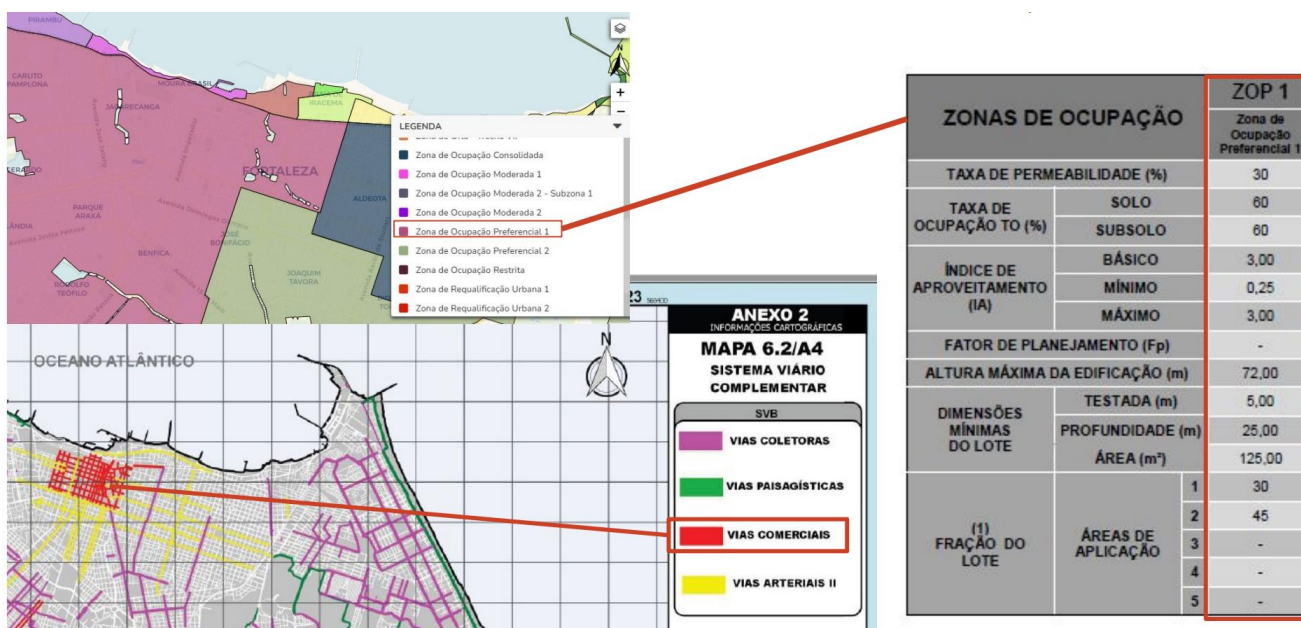 PIRAMBU
CARLITO
PAMPLONA
MOURA BRASIL
JACARECANGA
IRACEMA
FORTALEZA
ALDEOTA
PARQUE
ARAXÁ
Avenida Domingos Olímpio
JOSÉ
BONIFÁCIO
BENFICA
JOAQUIM
TÁVORA
RODOLFO
TEÓFILO
N
+
−
LEGENDA
Zona de Ocupação Consolidada
Zona de Ocupação Moderada 1
Zona de Ocupação Moderada 2 - Subzona 1
Zona de Ocupação Moderada 2
Zona de Ocupação Preferencial 1
Zona de Ocupação Preferencial 2
Zona de Ocupação Restrita
Zona de Requalificação Urbana 1
Zona de Requalificação Urbana 2
OCEANO ATLÂNTICO
N
23
ANEXO 2
INFORMAÇÕES CARTOGRÁFICAS
MAPA 6.2/A4
SISTEMA VIÁRIO
COMPLEMENTAR
SVB
VIAS COLETORAS
VIAS PAISAGÍSTICAS
VIAS COMERCIAIS
VIAS ARTERIAIS II
ZONAS DE OCUPAÇÃO
ZOP 1
Zona de
Ocupação
Preferencial 1
TAXA DE PERMEABILIDADE (%) 30
TAXA DE
OCUPAÇÃO TO (%)
SOLO 60
SUBSOLO 60
ÍNDICE DE
APROVEITAMENTO
(IA)
BÁSICO 3,00
MÍNIMO 0,25
MÁXIMO 3,00
FATOR DE PLANEJAMENTO (Fp) -
ALTURA MÁXIMA DA EDIFICAÇÃO (m) 72,00
DIMENSÕES
MÍNIMAS
DO LOTE
TESTADA (m) 5,00
PROFUNDIDADE (m) 25,00
ÁREA (m²) 125,00
(1)
FRAÇÃO DO
LOTE
ÁREAS DE
APLICAÇÃO
1 30
2 45
3 -
4 -
5 -